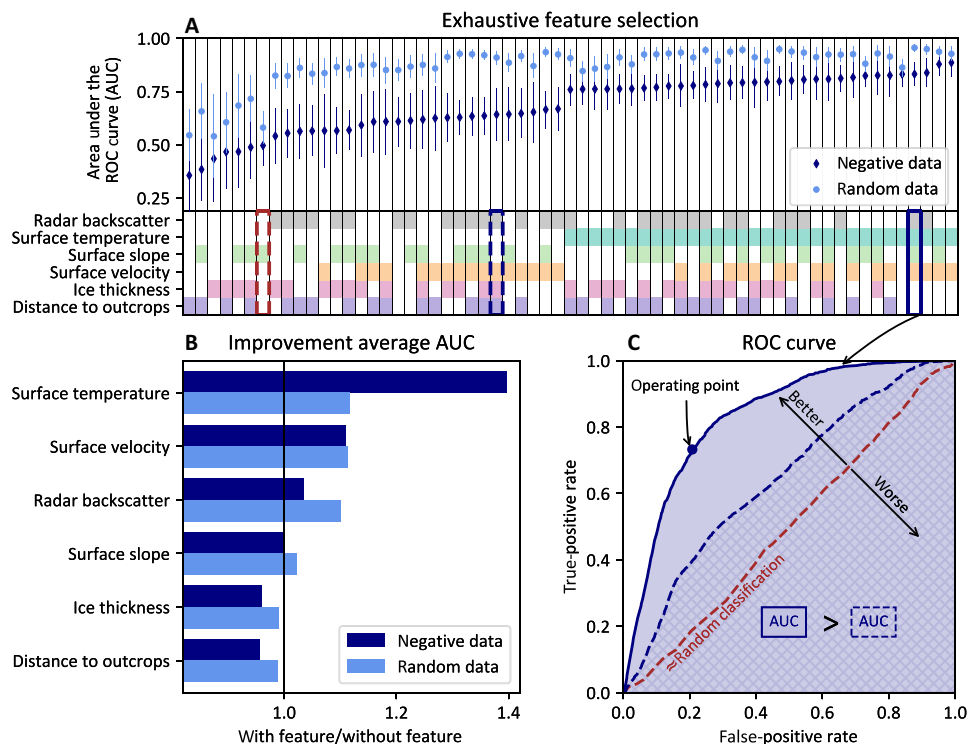 A
Exhaustive feature selection
Area under the
ROC curve (AUC)
1.00
0.75
0.50
0.25
Negative data
Random data
Radar backscatter
Surface temperature
Surface slope
Surface velocity
Ice thickness
Distance to outcrops
B
Improvement average AUC
Surface temperature
Surface velocity
Radar backscatter
Surface slope
Ice thickness
Distance to outcrops
Negative data
Random data
1.0
1.2
1.4
With feature/without feature
C
ROC curve
True-positive rate
1.0
0.8
0.6
0.4
0.2
0.0
Operating point
Better
Worse
≈Random classification
AUC > AUC
0.0
0.2
0.4
0.6
0.8
1.0
False-positive rate